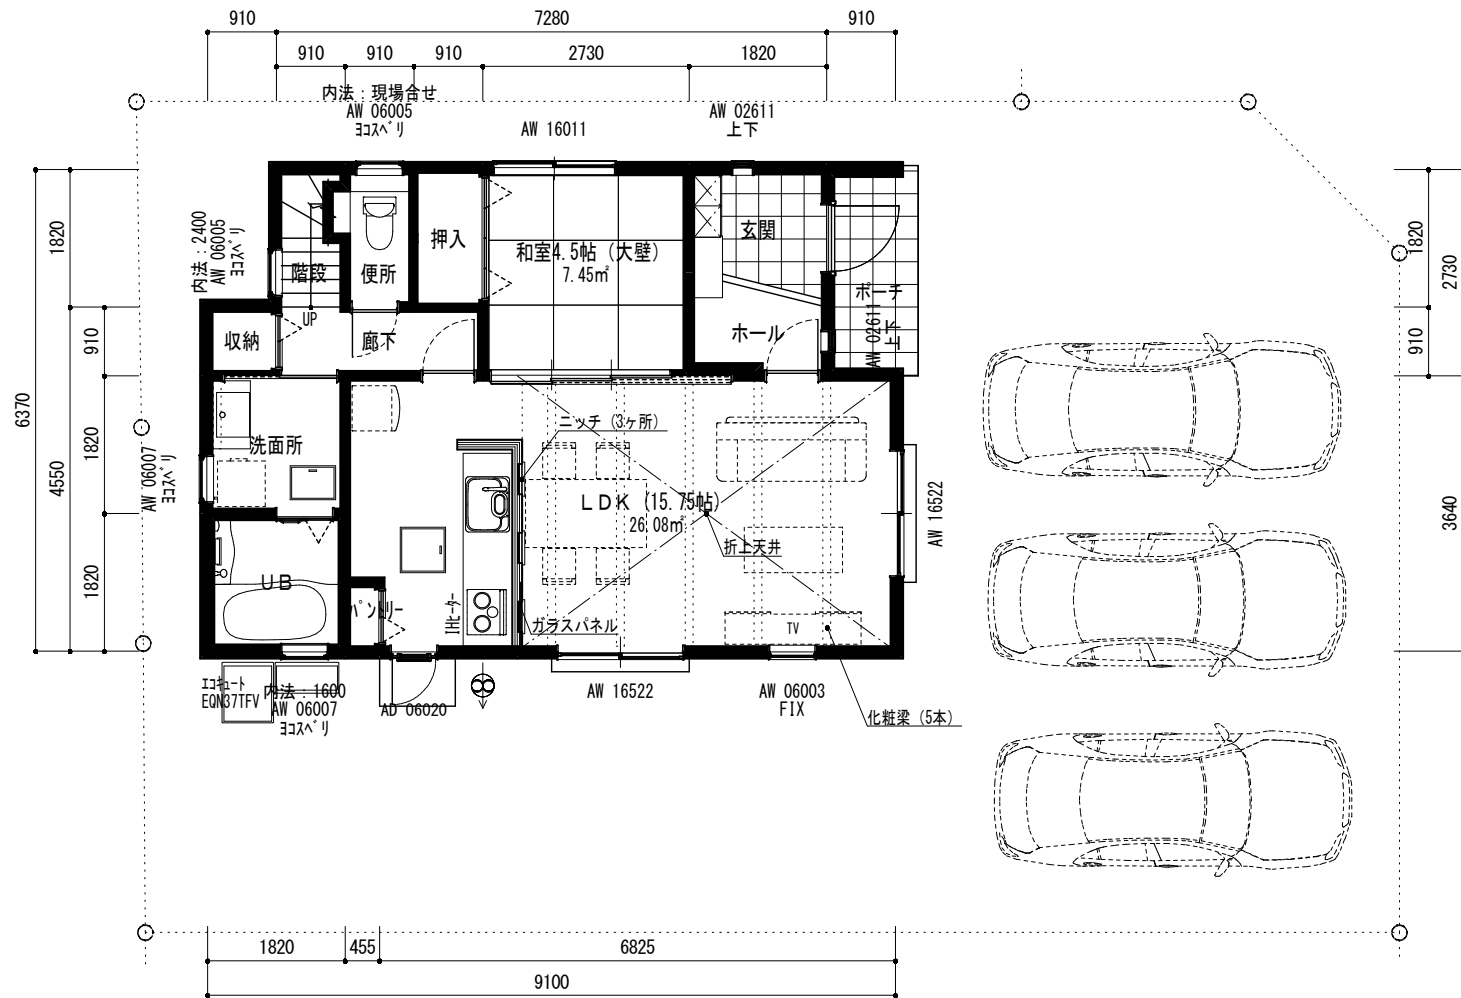 910
7280
910
910
910
910
2730
1820
内法：現場合せ
AW 06005
ﾖｺｽﾍﾞﾘ
AW 16011
AW 02611
上下
1820
910
1820
1820
4550
6370
内法：2400
AW 06005
ﾖｺｽﾍﾞﾘ
階段
UP
便所
押入
和室4.5帖 (大壁)
7.45㎡
玄関
ポーチ
AW 02611
上下
ホール
収納
廊下
1820
2730
910
3640
洗面所
AW 06007
ﾖｺｽﾍﾞﾘ
ニッチ (3ヶ所)
LDK (15.75帖)
26.08㎡
折上天井
AW 16522
UB
パントリー
IHヒーター
ガラスパネル
TV
ｴｺｷｭｰﾄ
EQN37TFV
内法：1600
AW 06007
ﾖｺｽﾍﾞﾘ
AD 06020
AW 16522
AW 06003
FIX
化粧梁 (5本)
1820
455
6825
9100